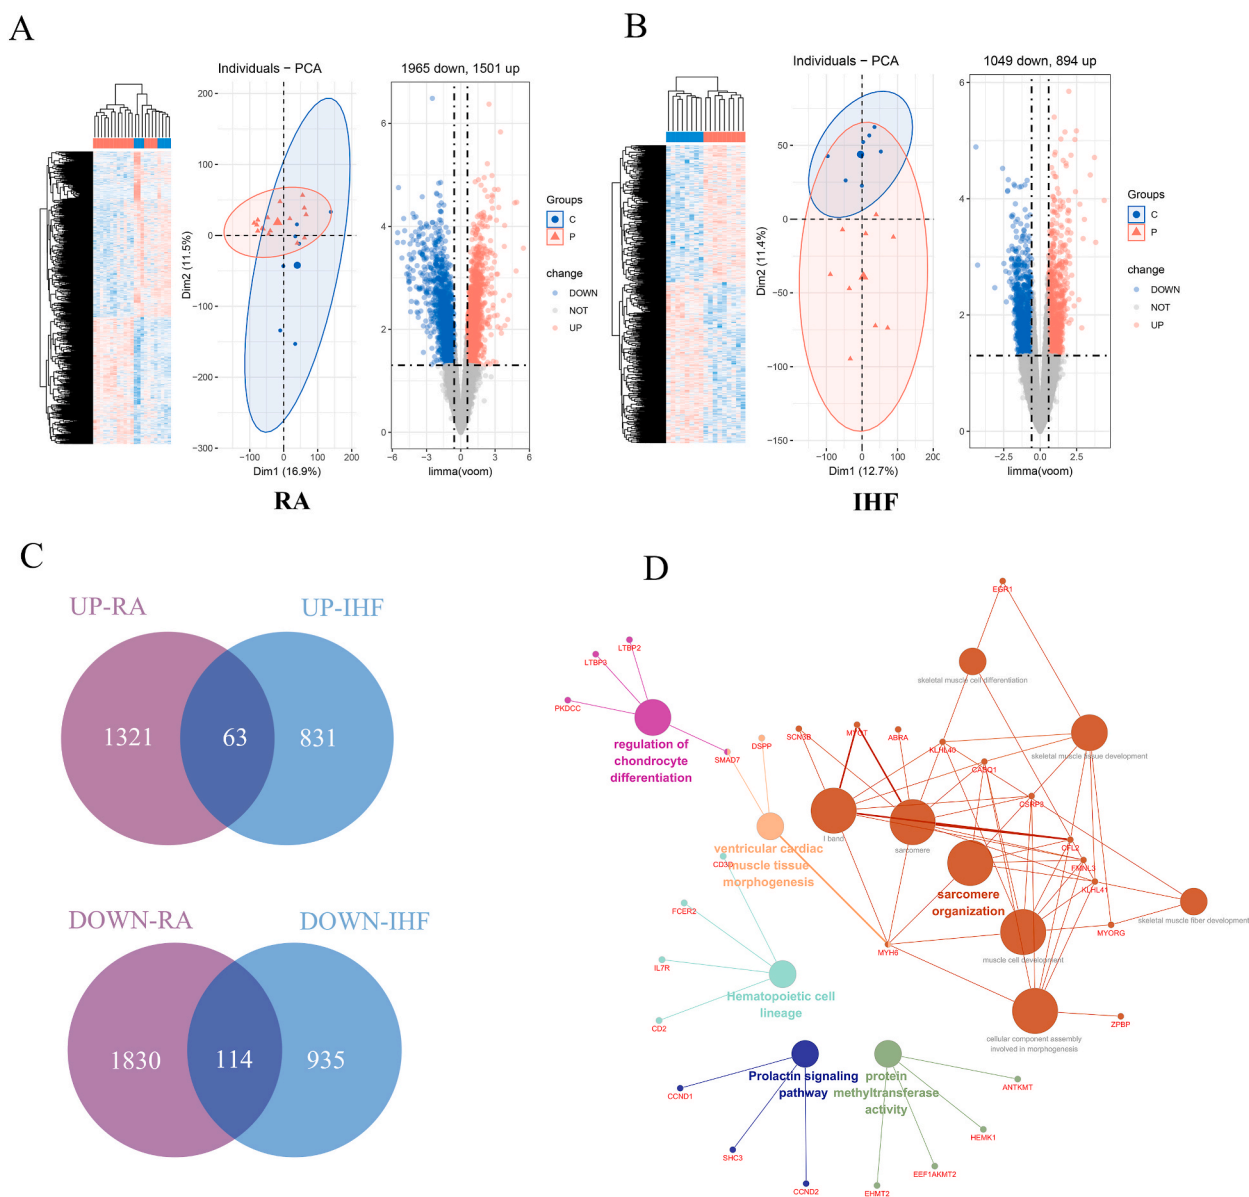 A
Individuals − PCA
1965 down, 1501 up
200
100
0
−100
−200
−300
Dim2 (11.5%)
−100
0
100
200
Dim1 (16.9%)
6
4
2
0
−6
−3
0
3
6
limma(voom)
Groups
C
P
change
DOWN
NOT
UP
RA
B
Individuals − PCA
1049 down, 894 up
50
0
−50
−100
−150
Dim2 (11.4%)
−100
0
100
20
Dim1 (12.7%)
6
4
2
0
−2.5
0.0
2.5
limma(voom)
Groups
C
P
change
DOWN
NOT
UP
IHF
C
UP-RA
UP-IHF
1321
63
831
DOWN-RA
DOWN-IHF
1830
114
935
D
EGR1
LTBP2
LTBP3
skeletal muscle cell differentiation
PKDCC
regulation of
chondrocyte
differentiation
SMAD7
DSPP
SCN3B
MYOT
ABRA
KLHL40
CASQ1
skeletal muscle tissue development
CSRP3
I band
sarcomere
CFL2
FMNL3
KLHL41
ventricular cardiac
muscle tissue
morphogenesis
CD3D
sarcomere
organization
FCER2
skeletal muscle fiber development
MYORG
MYH6
muscle cell development
IL7R
Hematopoietic cell
lineage
CD2
ZPBP
cellular component assembly
involved in morphogenesis
Prolactin signaling
pathway
protein
methyltransferase
activity
CCND1
ANTKMT
HEMK1
SHC3
EEF1AKMT2
CCND2
EHMT2